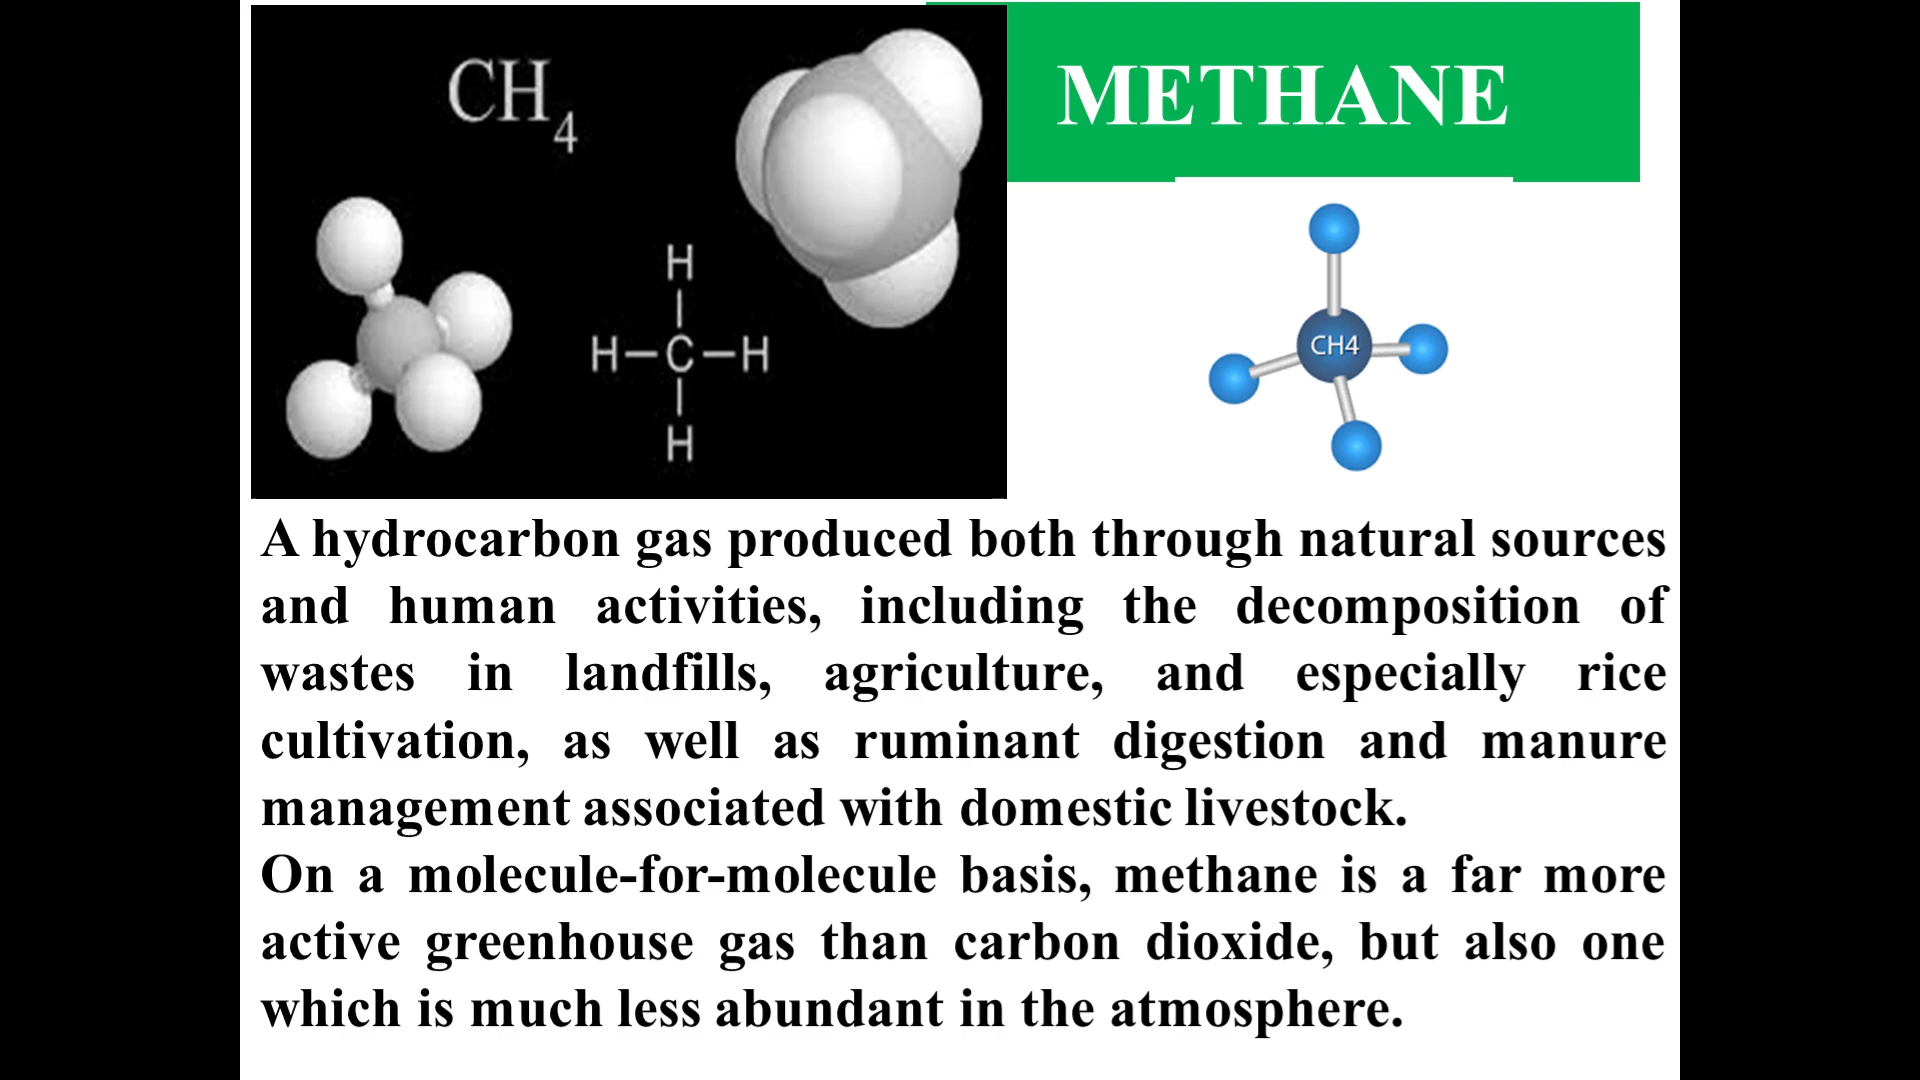 CH4
METHANE
H
H–C–H
H
CH4
A hydrocarbon gas produced both through natural sources
and human activities, including the decomposition of
wastes in landfills, agriculture, and especially rice
cultivation, as well as ruminant digestion and manure
management associated with domestic livestock.
On a molecule-for-molecule basis, methane is a far more
active greenhouse gas than carbon dioxide, but also one
which is much less abundant in the atmosphere.